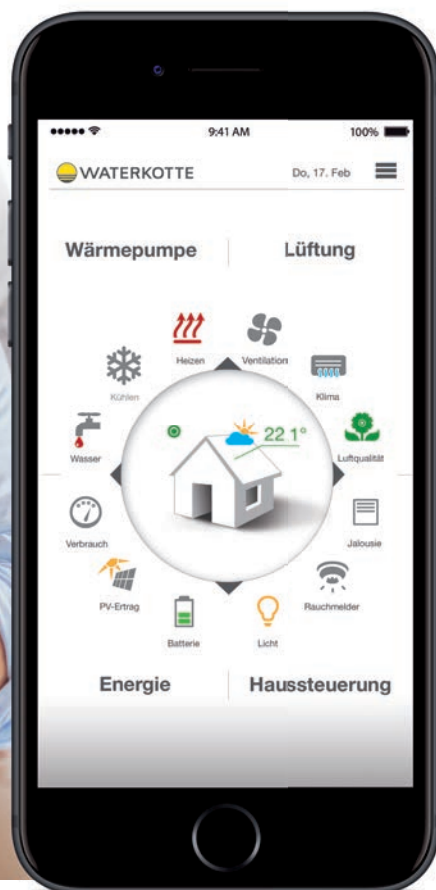 9:41 AM
100%
WATERKOTTE
Do, 17. Feb
Wärmepumpe
Lüftung
Heizen
Ventilation
Kühlen
Klima
22.1°
Wasser
Luftqualität
Verbrauch
Jalousie
PV-Ertrag
Rauchmelder
Batterie
Licht
Energie
Haussteuerung